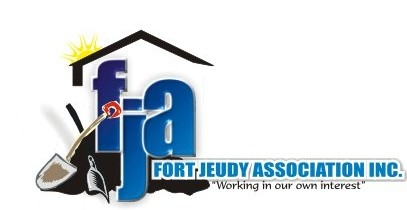 fja
FORT JEUDY ASSOCIATION INC.
"Working in our own interest"